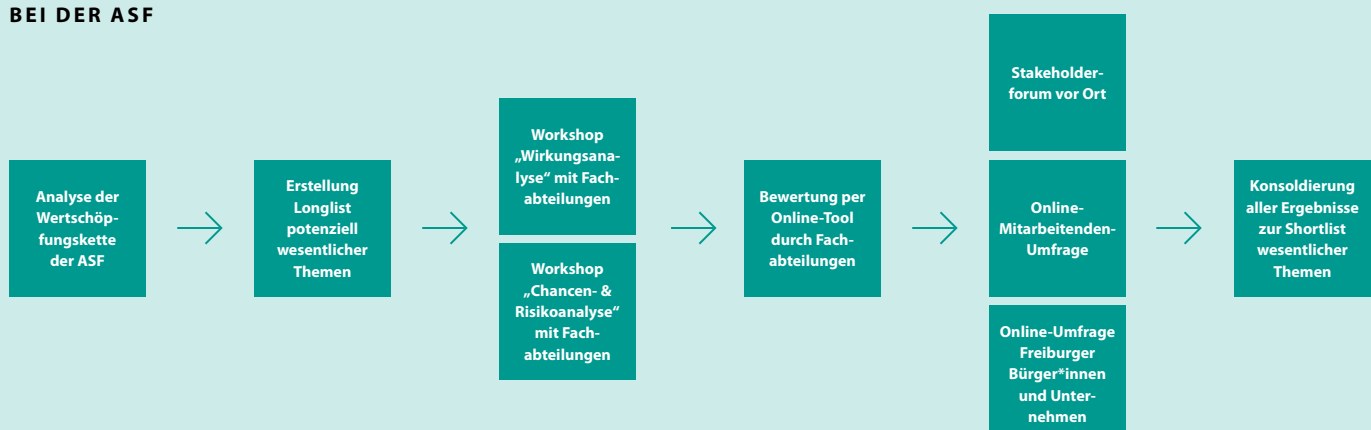 BEI DER ASF
Analyse der
Wertschöp-
fungskette
der ASF
Erstellung
Longlist
potenziell
wesentlicher
Themen
Workshop
„Wirkungsana-
lyse“ mit Fach-
abteilungen
Workshop
„Chancen- &
Risikoanalyse“
mit Fach-
abteilungen
Bewertung per
Online-Tool
durch Fach-
abteilungen
Stakeholder-
forum vor Ort
Online-
Mitarbeitenden-
Umfrage
Online-Umfrage
Freiburger
Bürger*innen
und Unter-
nehmen
Konsoldierung
aller Ergebnisse
zur Shortlist
wesentlicher
Themen